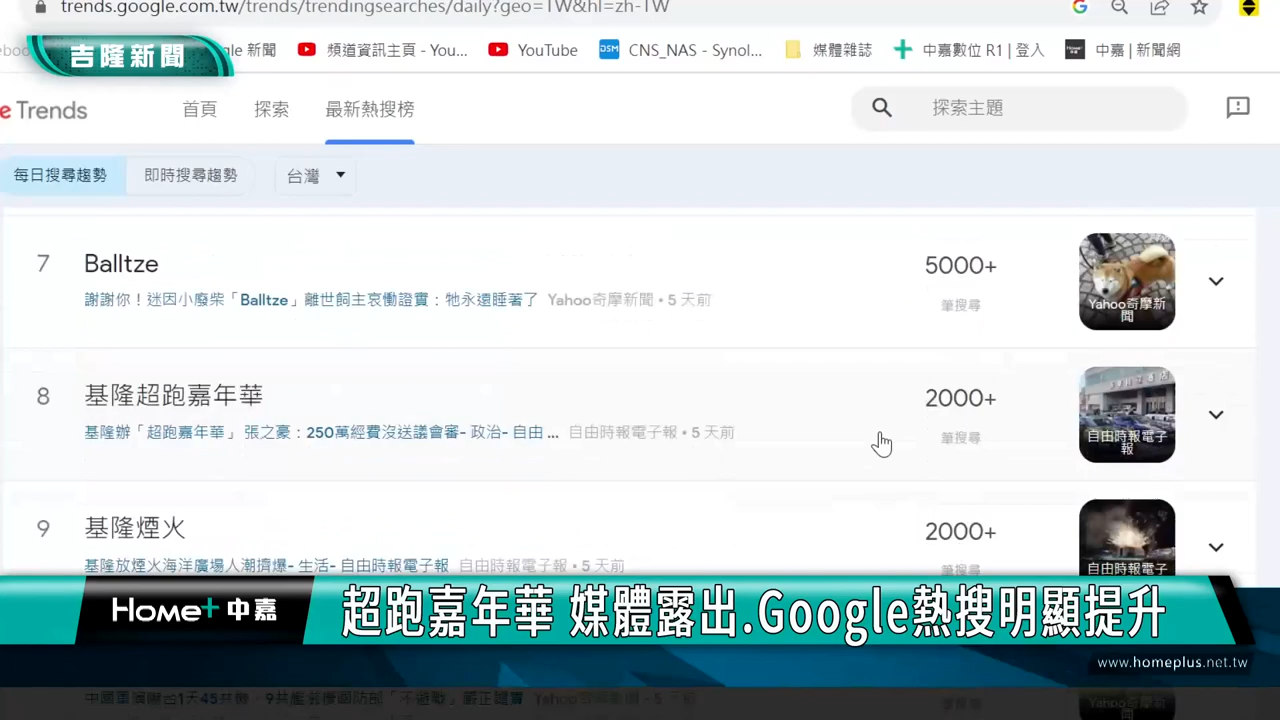 trends.google.com.tw/trends/trendingsearches/daily?geo=TW&hl=zh-TW
吉隆新聞
le 新聞
頻道資訊主頁 - You...
YouTube
CNS_NAS - Synol...
媒體雜誌
中嘉數位 R1 | 登入
中嘉 | 新聞網
e Trends
首頁
探索
最新熱搜榜
探索主題
每日搜尋趨勢
即時搜尋趨勢
台灣
7
Balltze
5000+
謝謝你！迷因小廢柴「Balltze」離世飼主哀慟證實：牠永遠睡著了 Yahoo奇摩新聞 • 5 天前
筆搜尋
Yahoo奇摩新
聞
8
基隆超跑嘉年華
2000+
基隆辦「超跑嘉年華」 張之豪：250萬經費沒送議會審- 政治- 自由 ... 自由時報電子報 • 5 天前
筆搜尋
自由時報電子
報
9
基隆煙火
2000+
基隆放煙火海洋廣場人潮擠爆- 生活- 自由時報電子報 自由時報電子報 • 5 天前
筆搜尋
自由時報電子
Home+ 中嘉
超跑嘉年華 媒體露出.Google熱搜明顯提升
www.homeplus.net.tw